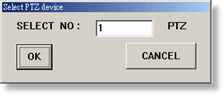 Select PTZ device
SELECT NO : 1 PTZ
OK CANCEL